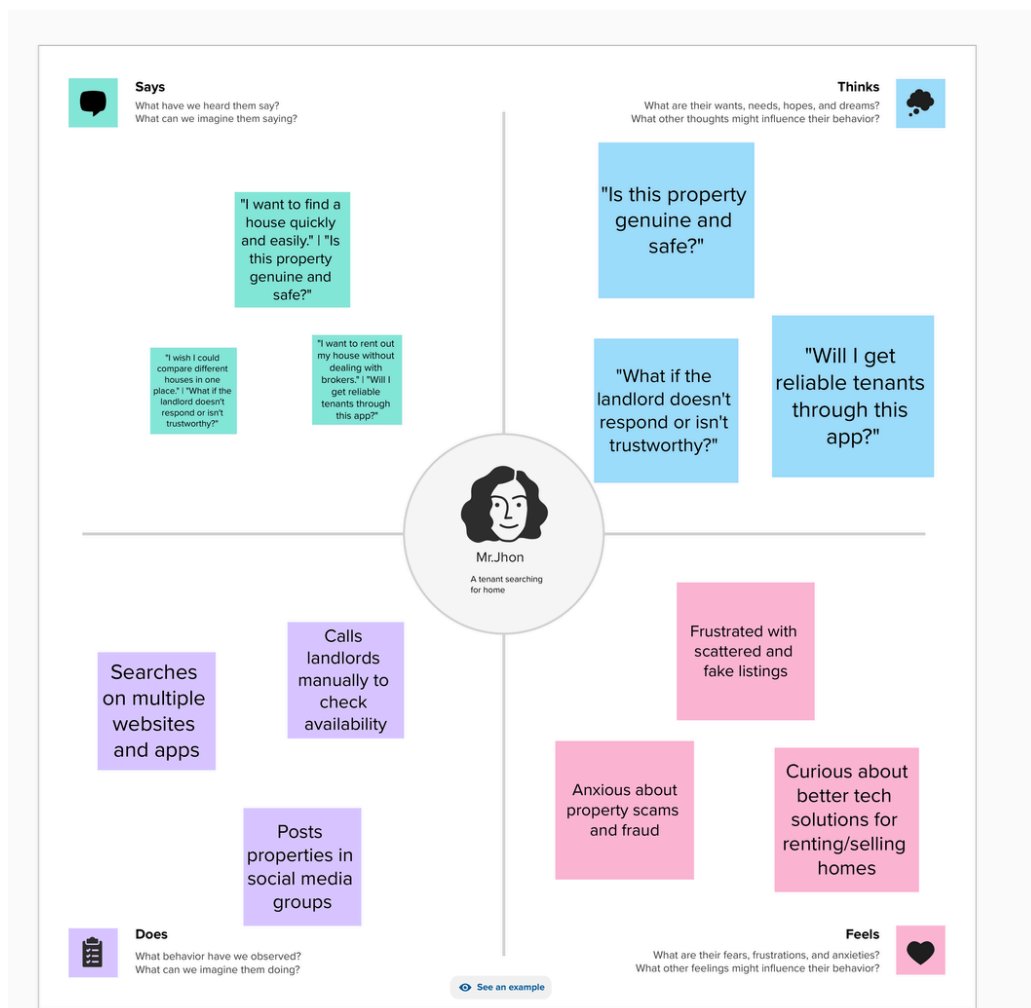 Says
What have we heard them say?
What can we imagine them saying?
"I want to find a
house quickly
and easily." | "Is
this property
genuine and
safe?"
"I wish I could
compare different
houses in one
place." | "What if the
landlord doesn't
respond or isn't
trustworthy?"
"I want to rent out
my house without
dealing with
brokers." | "Will I
get reliable
tenants through
this app?"
Thinks
What are their wants, needs, hopes, and dreams?
What other thoughts might influence their behavior?
"Is this property
genuine and
safe?"
"What if the
landlord doesn't
respond or isn't
trustworthy?"
"Will I get
reliable tenants
through this
app?"
Mr.Jhon
A tenant searching
for home
Searches
on multiple
websites
and apps
Calls
landlords
manually to
check
availability
Posts
properties in
social media
groups
Does
What behavior have we observed?
What can we imagine them doing?
Frustrated with
scattered and
fake listings
Anxious about
property scams
and fraud
Curious about
better tech
solutions for
renting/selling
homes
Feels
What are their fears, frustrations, and anxieties?
What other feelings might influence their behavior?
See an example